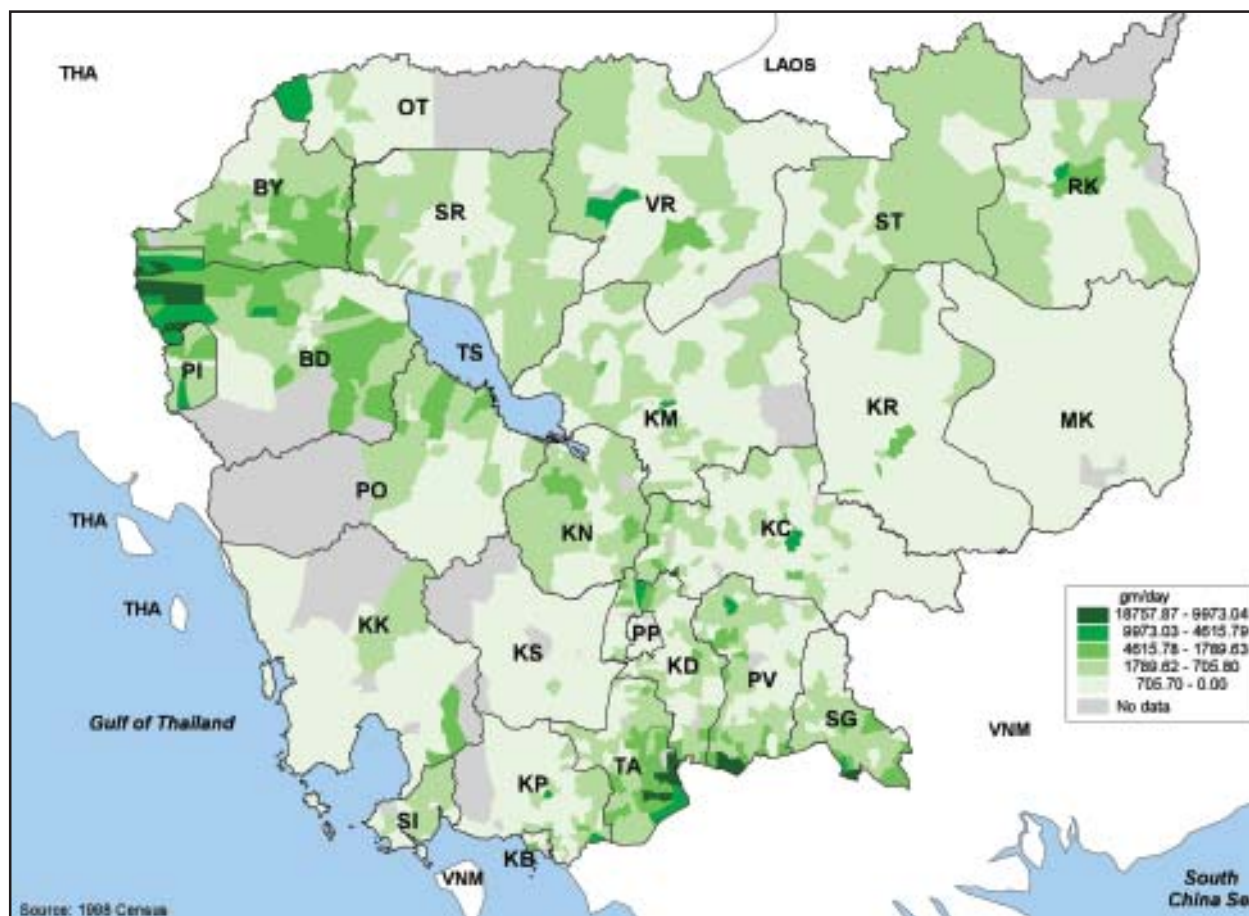 THA
LAOS
OT
BY
SR
VR
ST
RK
TS
BD
PI
KM
KR
MK
PO
KN
KC
THA
THA
KK
KS
PP
KD
PV
SG
Gulf of Thailand
VNM
TA
KP
SI
KB
VNM
gm/day
18757.87 - 9973.04
9973.03 - 4615.79
4615.78 - 1789.63
1789.62 - 705.80
705.70 - 0.00
No data
South
China Se
Source: 1998 Census